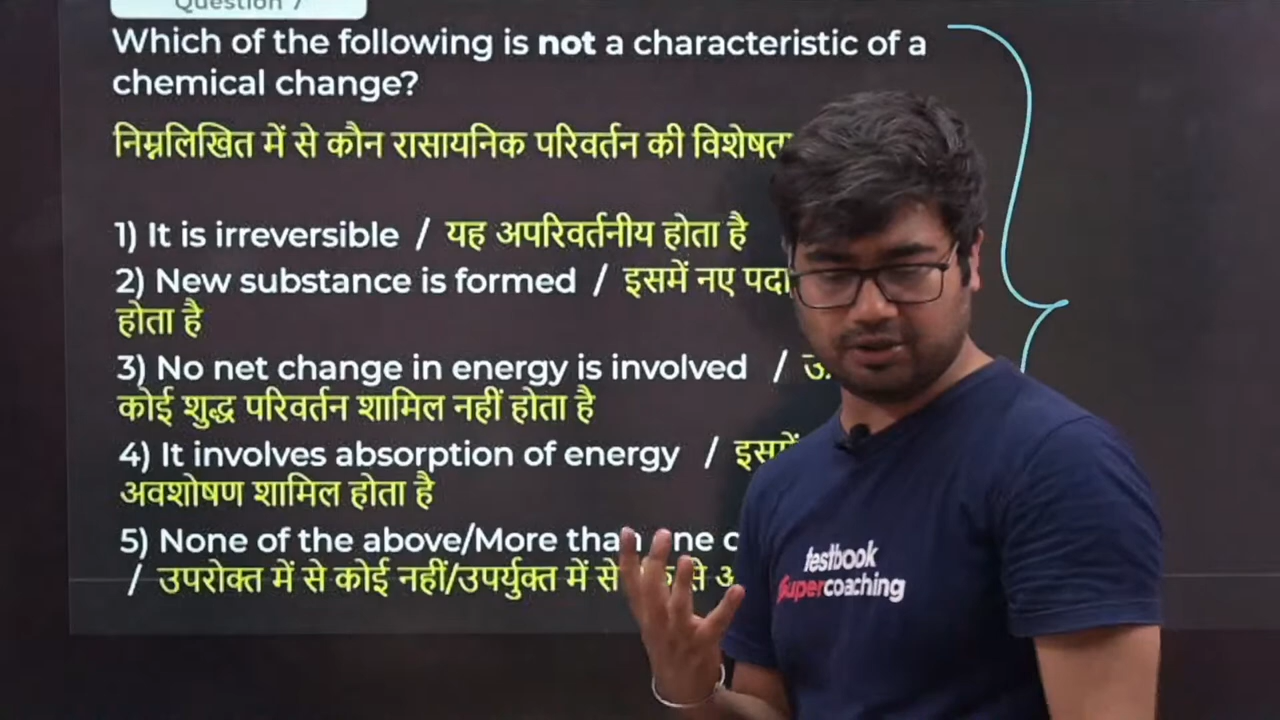 Question 7
Which of the following is not a characteristic of a
chemical change?
निम्नलिखित में से कौन रासायनिक परिवर्तन की
1) It is irreversible / यह अपरिवर्तनीय होता है
2) New substance is formed / इसमें नए
होता है
3) No net change in energy is involved /
कोई शुद्ध परिवर्तन शामिल नहीं होता है
4) It involves absorption of energy /
अवशोषण शामिल होता है
5) None of the above/More than
/ उपरोक्त में से कोई नहीं/उपर्युक्त में से
testbook
Supercoaching